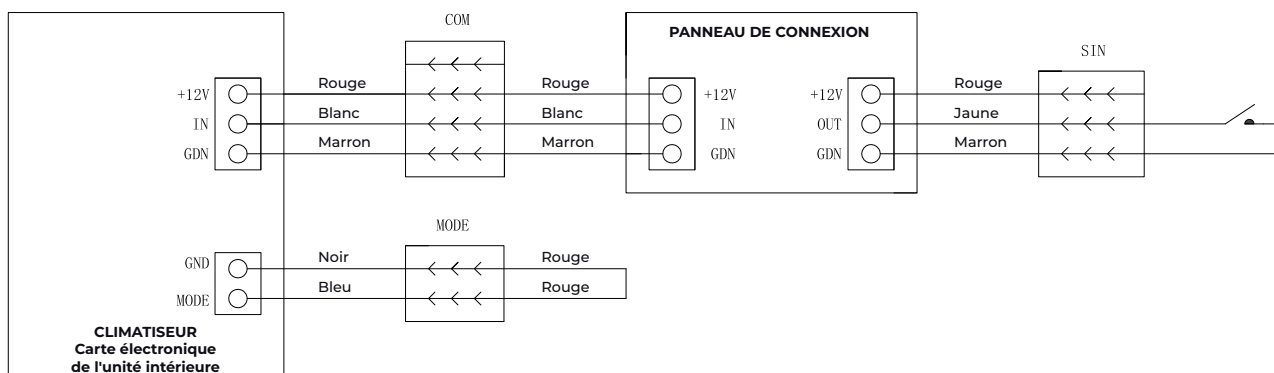 COM
PANNEAU DE CONNEXION
SIN
Rouge
Rouge
Rouge
+12V
+12V
+12V
Blanc
Blanc
Jaune
IN
IN
OUT
Marron
Marron
Marron
GDN
GDN
GDN
MODE
Noir
Rouge
GND
Bleu
Rouge
MODE
CLIMATISEUR
Carte électronique
de l'unité intérieure